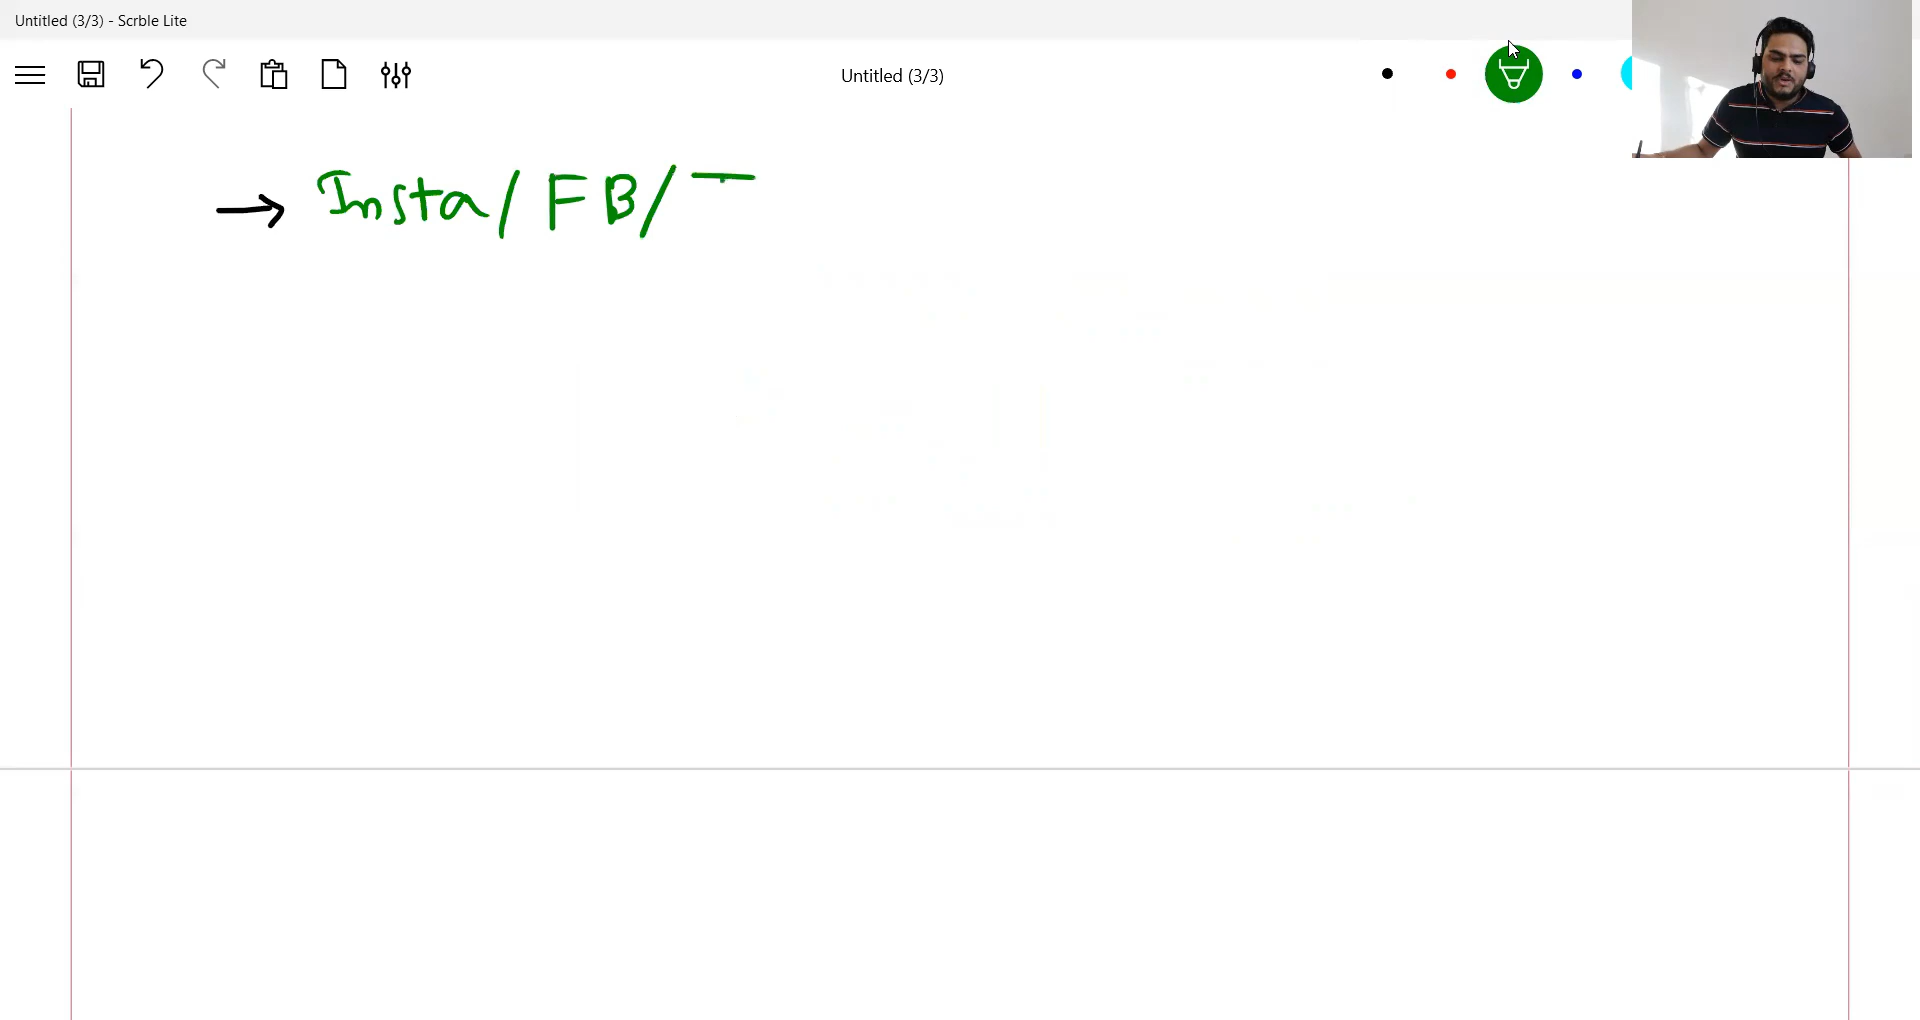 Untitled (3/3) - Scrble Lite
Untitled (3/3)
→ Insta/ FB/